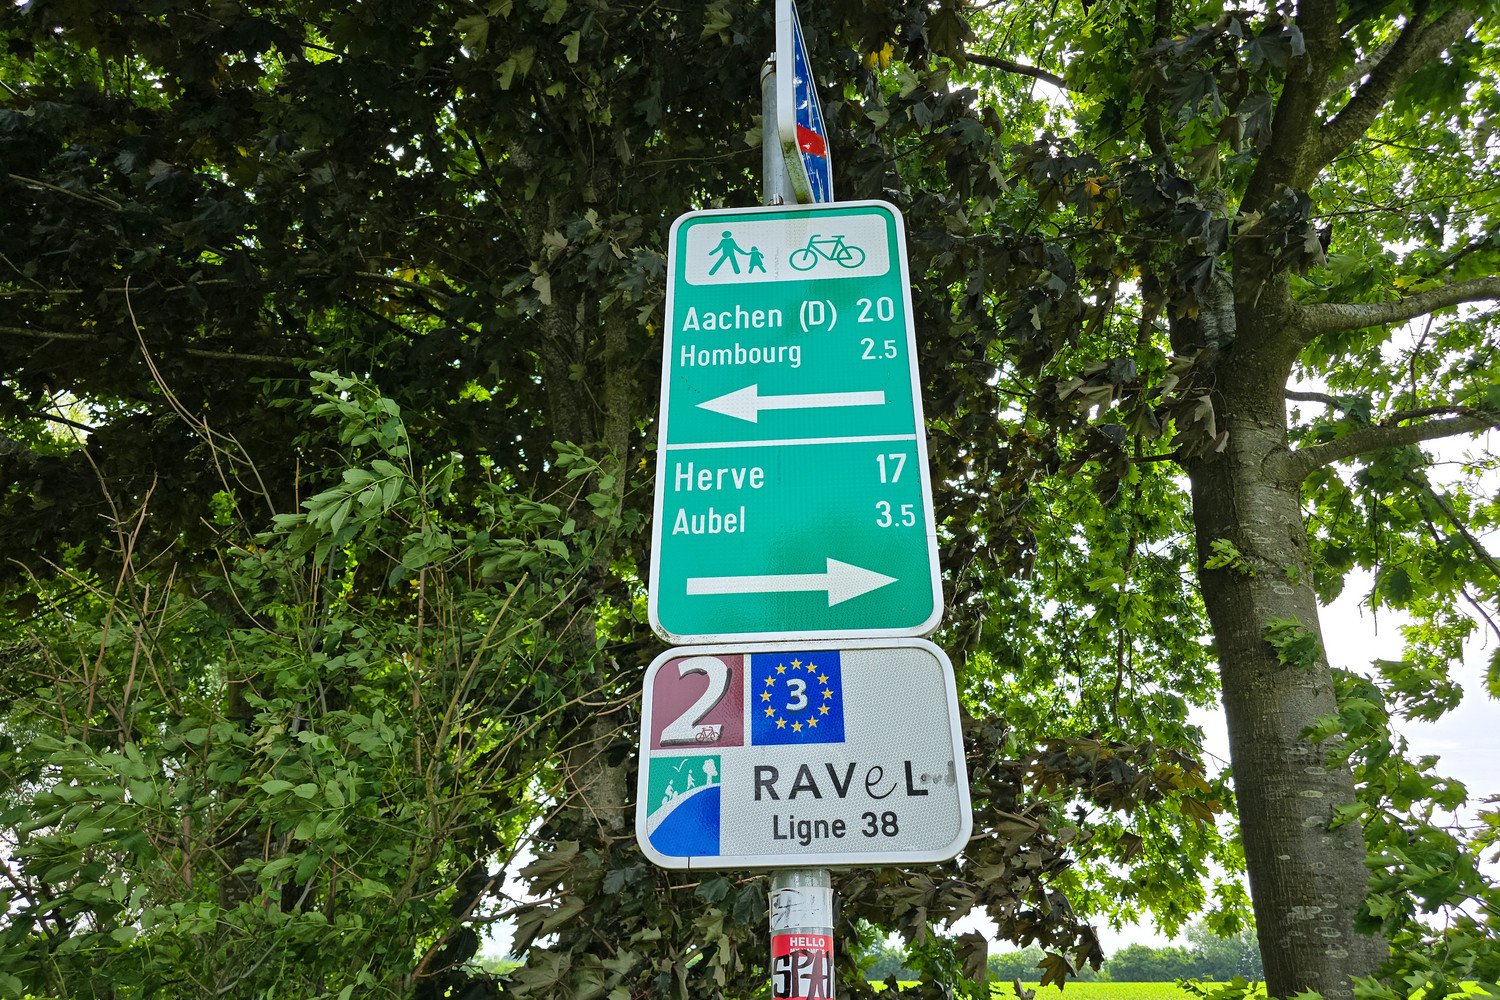 Aachen (D) 20
Hombourg 2.5
Herve 17
Aubel 3.5
2 3
RAVeL
Ligne 38
HELLO